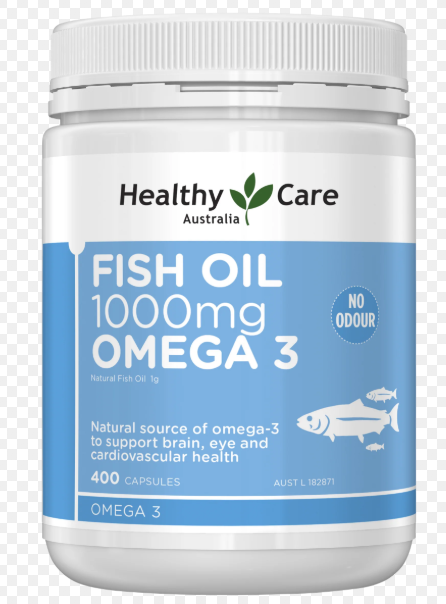 Healthy Care
Australia
FISH OIL
1000mg
OMEGA 3
Natural Fish Oil 1g
NO
ODOUR
Natural source of omega-3
to support brain, eye and
cardiovascular health
400 CAPSULES
AUST L 182871
OMEGA 3